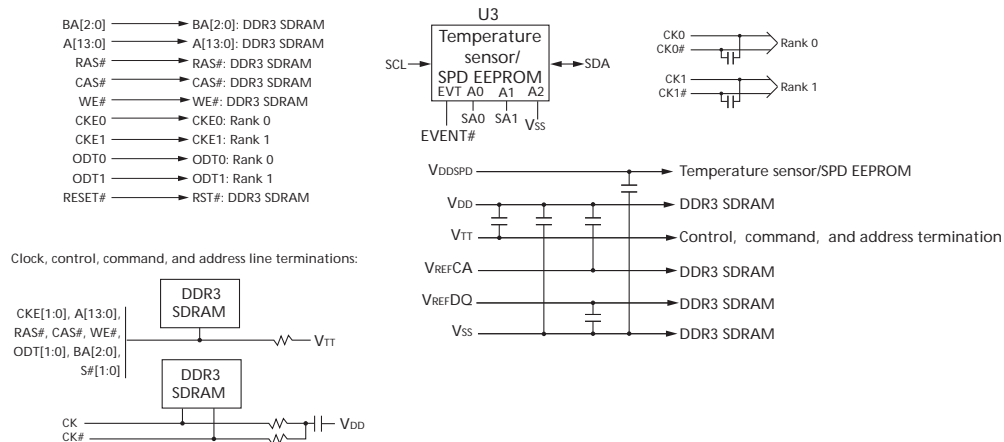 BA[2:0] BA[2:0]: DDR3 SDRAM
A[13:0] A[13:0]: DDR3 SDRAM
RAS# RAS#: DDR3 SDRAM
CAS# CAS#: DDR3 SDRAM
WE# WE#: DDR3 SDRAM
CKE0 CKE0: Rank 0
CKE1 CKE1: Rank 1
ODT0 ODT0: Rank 0
ODT1 ODT1: Rank 1
RESET# RST#: DDR3 SDRAM
U3
Temperature
sensor/
SPD EEPROM
SCL SDA
EVT A0 A1 A2
SA0 SA1 VSS
EVENT#
CK0
CK0#
Rank 0
CK1
CK1#
Rank 1
VDDSPD Temperature sensor/SPD EEPROM
VDD DDR3 SDRAM
VTT Control, command, and address termination
VREFCA DDR3 SDRAM
VREFDQ DDR3 SDRAM
VSS DDR3 SDRAM
Clock, control, command, and address line terminations:
DDR3
SDRAM
CKE[1:0], A[13:0],
RAS#, CAS#, WE#,
ODT[1:0], BA[2:0],
S#[1:0]
VTT
DDR3
SDRAM
CK
CK#
VDD